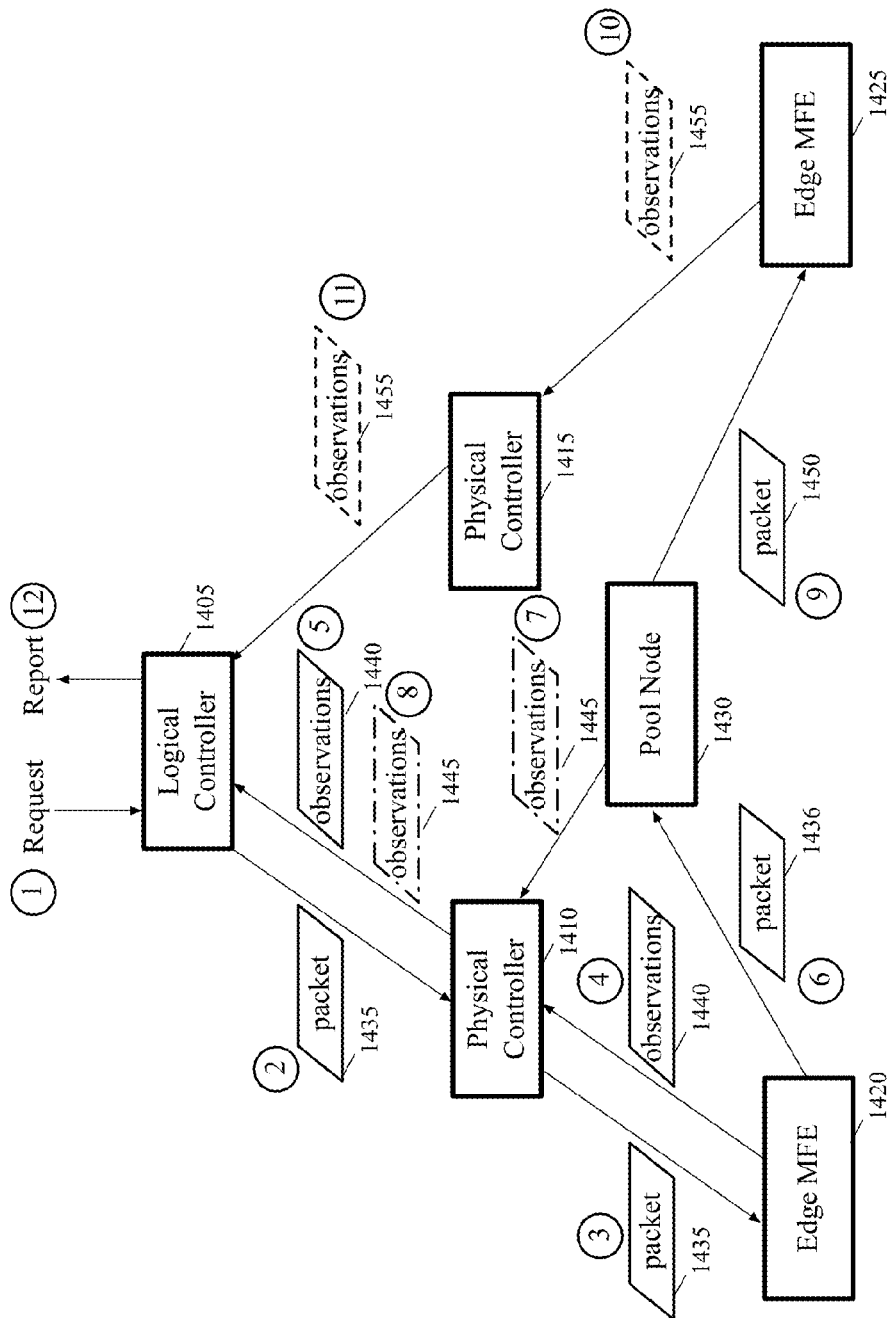 1
Request
Report
12
Logical
Controller
1405
2
packet
1435
5
observations
1440
8
observations
1445
11
observations
1455
Physical
Controller
1410
Physical
Controller
1415
7
observations
1445
10
observations
1455
3
packet
1435
4
observations
1440
6
packet
1436
9
packet
1450
Edge MFE
1420
Pool Node
1430
Edge MFE
1425